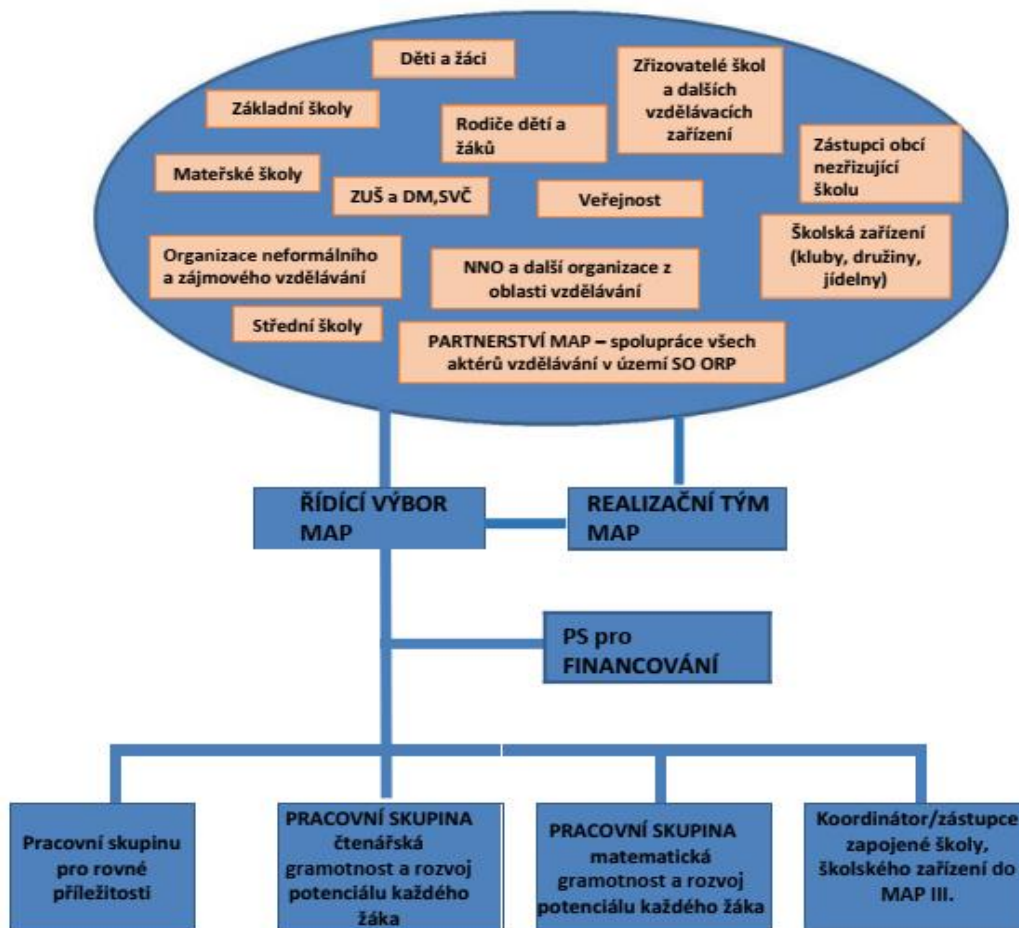 Děti a žáci
Zřizovatelé škol
a dalších
vzdělávacích
zařízení
Základní školy
Rodiče dětí a
žáků
Zástupci obcí
nezřizující
školu
Mateřské školy
ZUŠ a DM,SVČ
Veřejnost
Školská zařízení
(kluby, družiny,
jídelny)
Organizace neformálního
a zájmového vzdělávání
NNO a další organizace z
oblasti vzdělávání
Střední školy
PARTNERSTVÍ MAP – spolupráce všech
aktérů vzdělávání v území SO ORP
ŘÍDÍCÍ VÝBOR
MAP
REALIZAČNÍ TÝM
MAP
PS pro
FINANCOVÁNÍ
Pracovní skupinu
pro rovné
příležitosti
PRACOVNÍ SKUPINA
čtenářská
gramotnost a rozvoj
potenciálu každého
žáka
PRACOVNÍ SKUPINA
matematická
gramotnost a rozvoj
potenciálu každého žáka
Koordinátor/zástupce
zapojené školy,
školského zařízení do
MAP III.